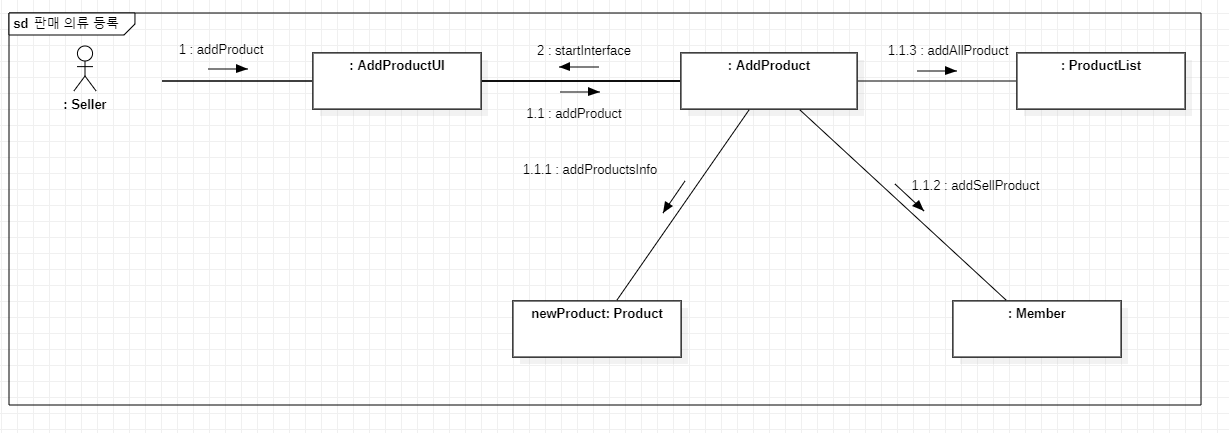 sd 판매 의류 등록
1 : addProduct
2 : startInterface
1.1.3 : addAllProduct
: AddProductUI
: AddProduct
: ProductList
: Seller
1.1 : addProduct
1.1.1 : addProductsInfo
1.1.2 : addSellProduct
newProduct: Product
: Member